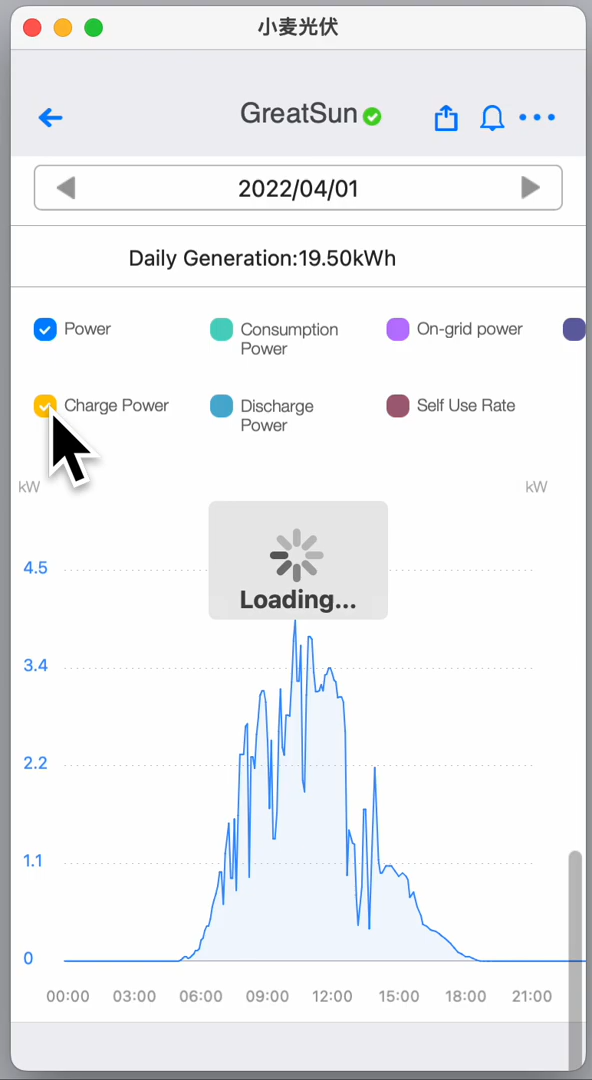 小麦光伏
GreatSun
2022/04/01
Daily Generation:19.50kWh
Power
Consumption
Power
On-grid power
Charge Power
Discharge
Power
Self Use Rate
kW
kW
Loading...
4.5
3.4
2.2
1.1
0
00:00 03:00 06:00 09:00 12:00 15:00 18:00 21:00